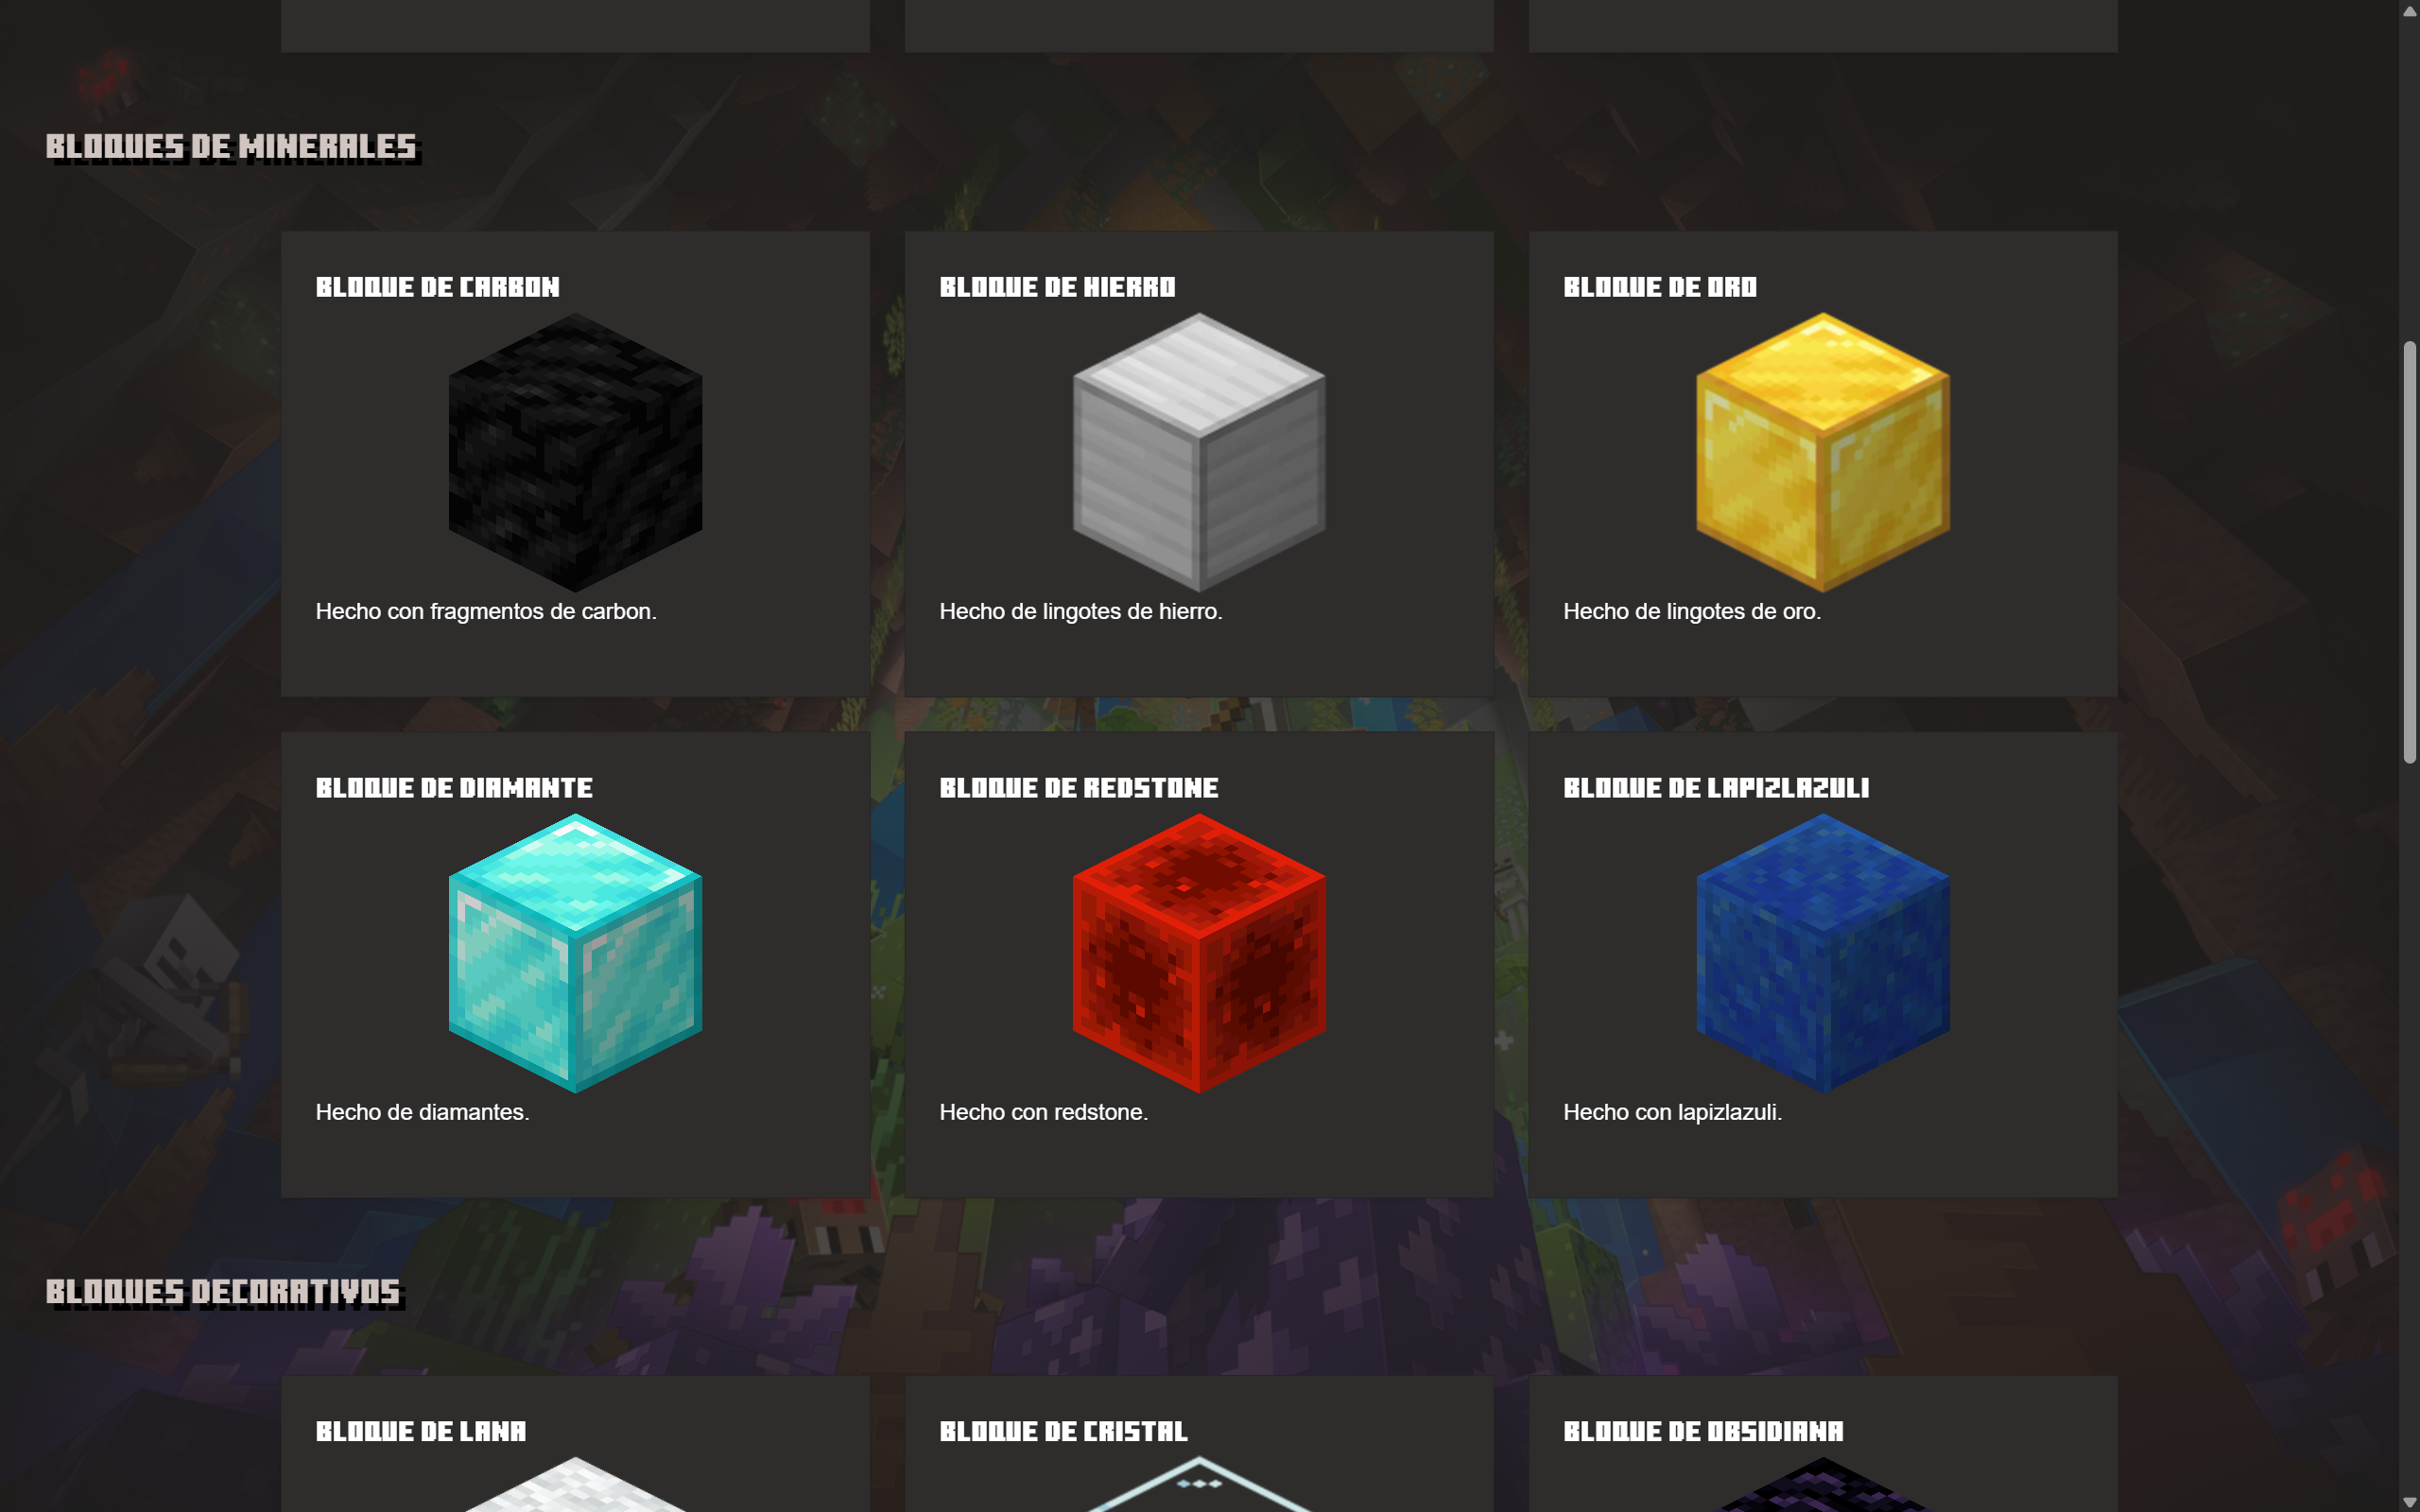 BLOQUES DE MINERALES
BLOQUE DE CARBON
Hecho con fragmentos de carbon.
BLOQUE DE HIERRO
Hecho de lingotes de hierro.
BLOQUE DE ORO
Hecho de lingotes de oro.
BLOQUE DE DIAMANTE
Hecho de diamantes.
BLOQUE DE REDSTONE
Hecho con redstone.
BLOQUE DE LAPIZLAZULI
Hecho con lapizlazuli.
BLOQUES DECORATIVOS
BLOQUE DE LANA
BLOQUE DE CRISTAL
BLOQUE DE OBSIDIANA